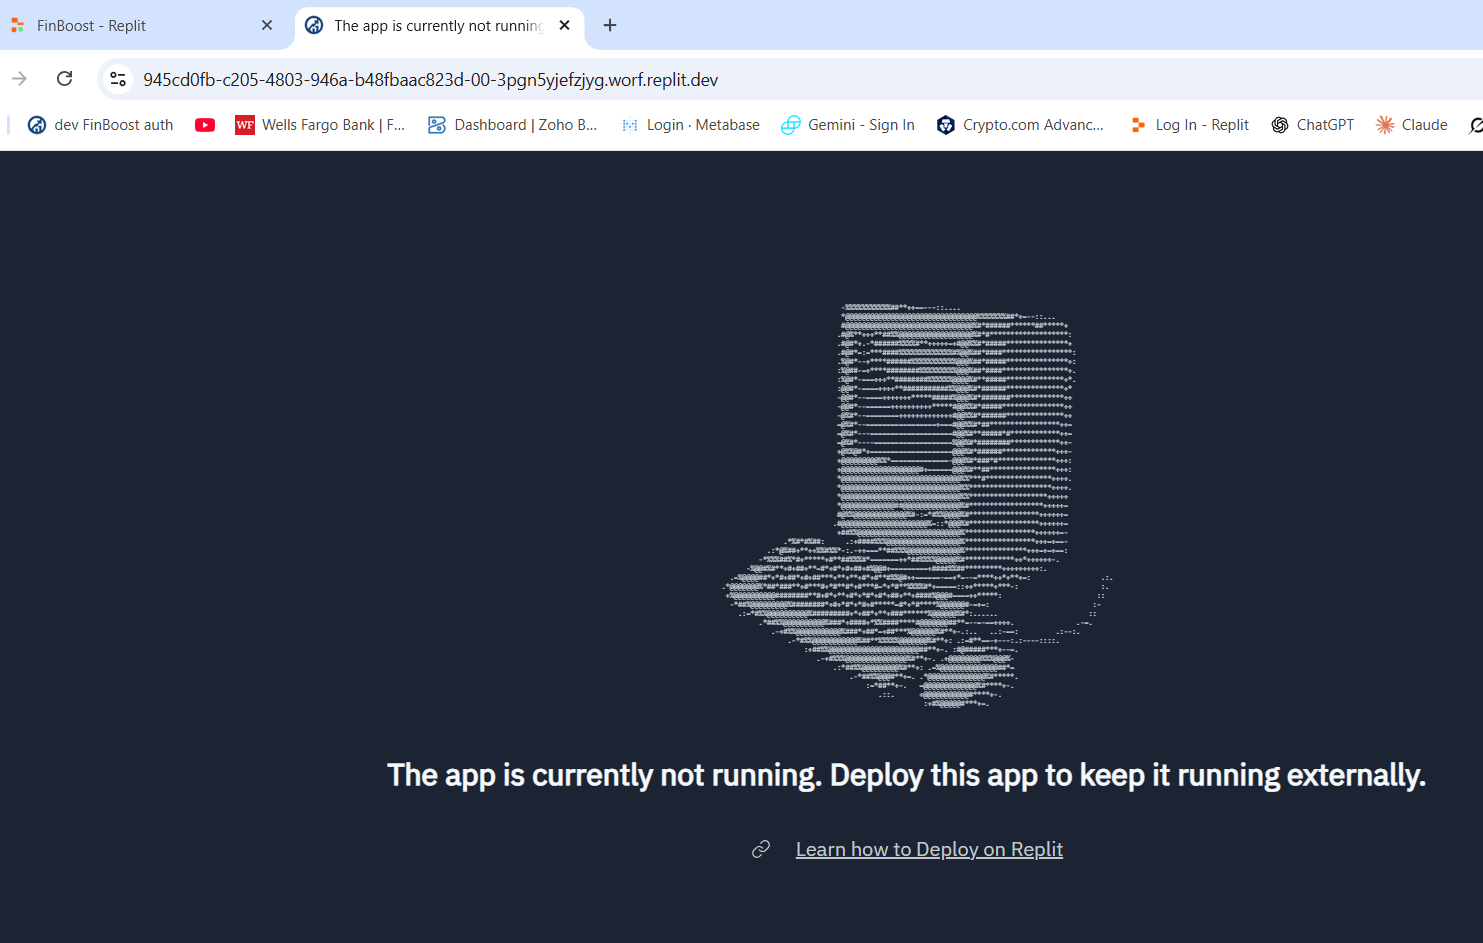 FinBoost - Replit
The app is currently not running
945cd0fb-c205-4803-946a-b48fbaac823d-00-3pgn5yjefzjyg.worf.replit.dev
dev FinBoost auth
WF Wells Fargo Bank | F...
Dashboard | Zoho B...
Login · Metabase
Gemini - Sign In
Crypto.com Advanc...
Log In - Replit
ChatGPT
Claude
The app is currently not running. Deploy this app to keep it running externally.
Learn how to Deploy on Replit